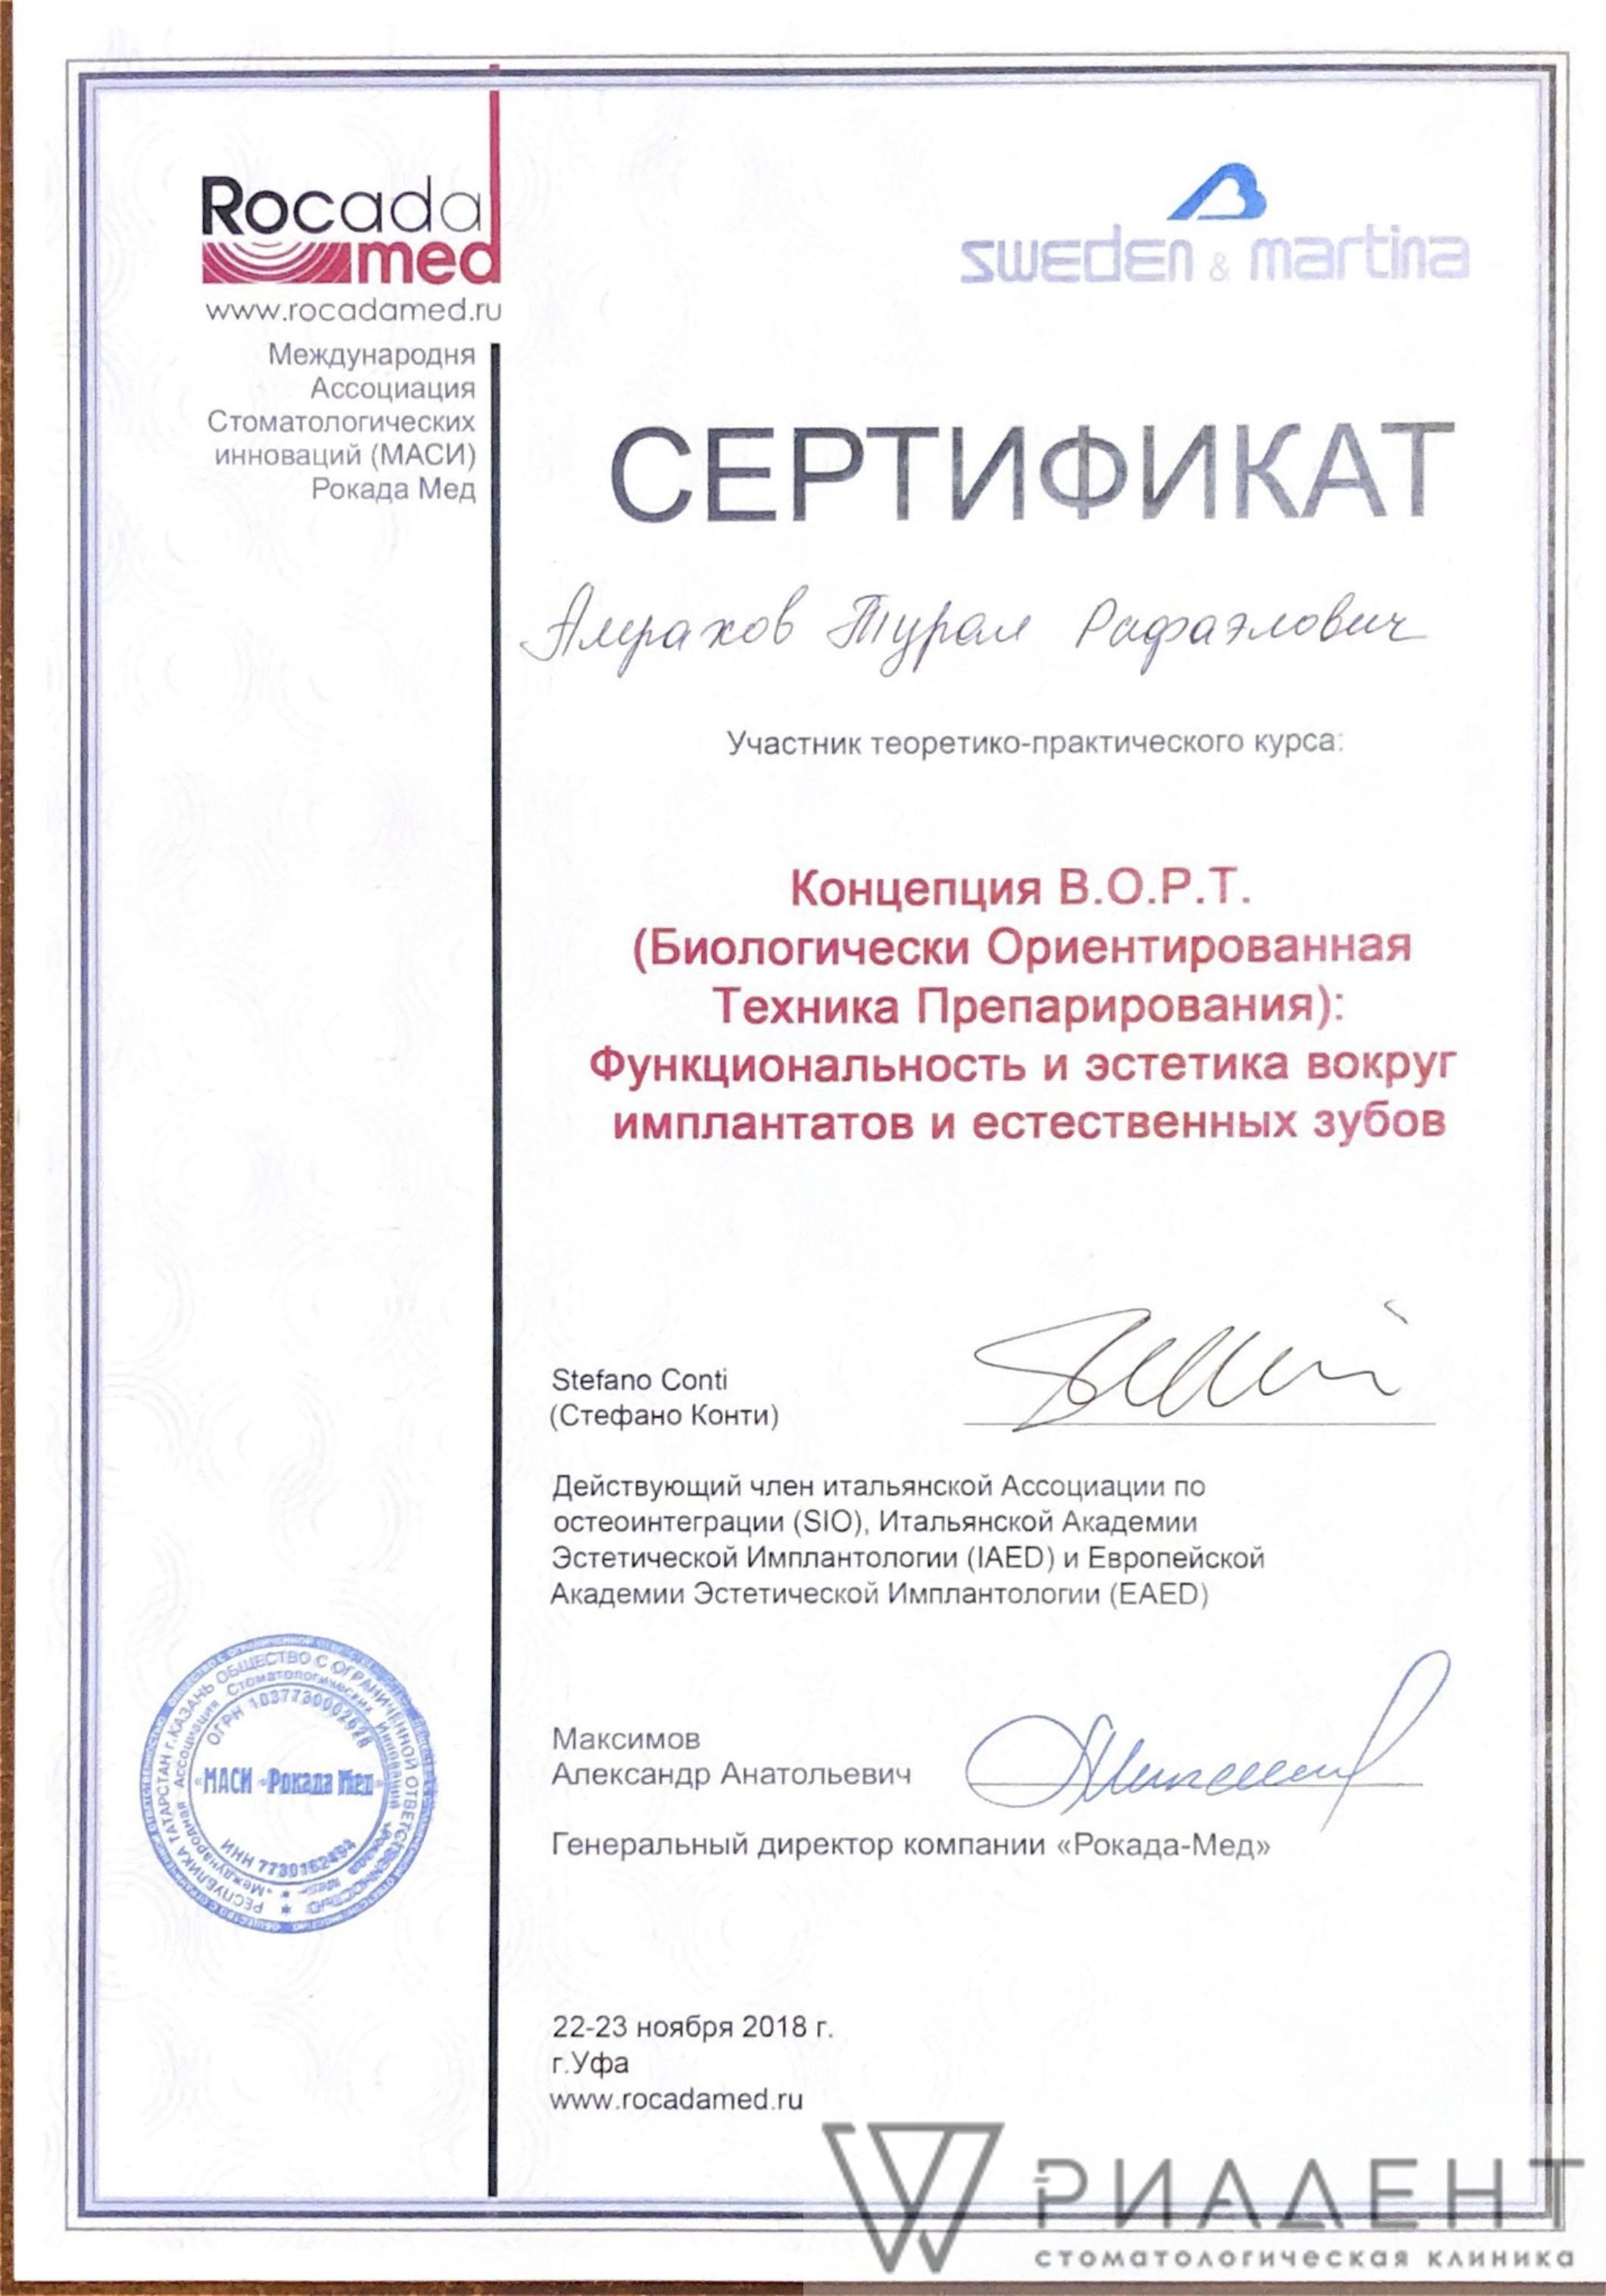 Rocada
med
www.rocadamed.ru
Международня
Ассоциация
Стоматологических
инноваций (МАСИ)
Рокада Мед
sweden & martina
СЕРТИФИКАТ
Амрахов Турал Рафаэлович
Участник теоретико-практического курса:
Концепция B.O.P.T.
(Биологически Ориентированная
Техника Препарирования):
Функциональность и эстетика вокруг
имплантатов и естественных зубов
Stefano Conti
(Стефано Конти)
Действующий член итальянской Ассоциации по
остеоинтеграции (SIO), Итальянской Академии
Эстетической Имплантологии (IAED) и Европейской
Академии Эстетической Имплантологии (EAED)
Максимов
Александр Анатольевич
Генеральный директор компании «Рокада-Мед»
РЕСПУБЛИКА ТАТАРСТАН г.КАЗАНЬ ОБЩЕСТВО С ОГРАНИЧЕННОЙ ОТВЕТСТВЕННОСТЬЮ
«Международная Ассоциация Стоматологических Инноваций
ОГРН 1037730002628
МАСИ «Рокада Мед»
ИНН 7730162494
22-23 ноября 2018 г.
г.Уфа
www.rocadamed.ru
РИАДЕНТ
СТОМАТОЛОГИЧЕСКАЯ КЛИНИКА